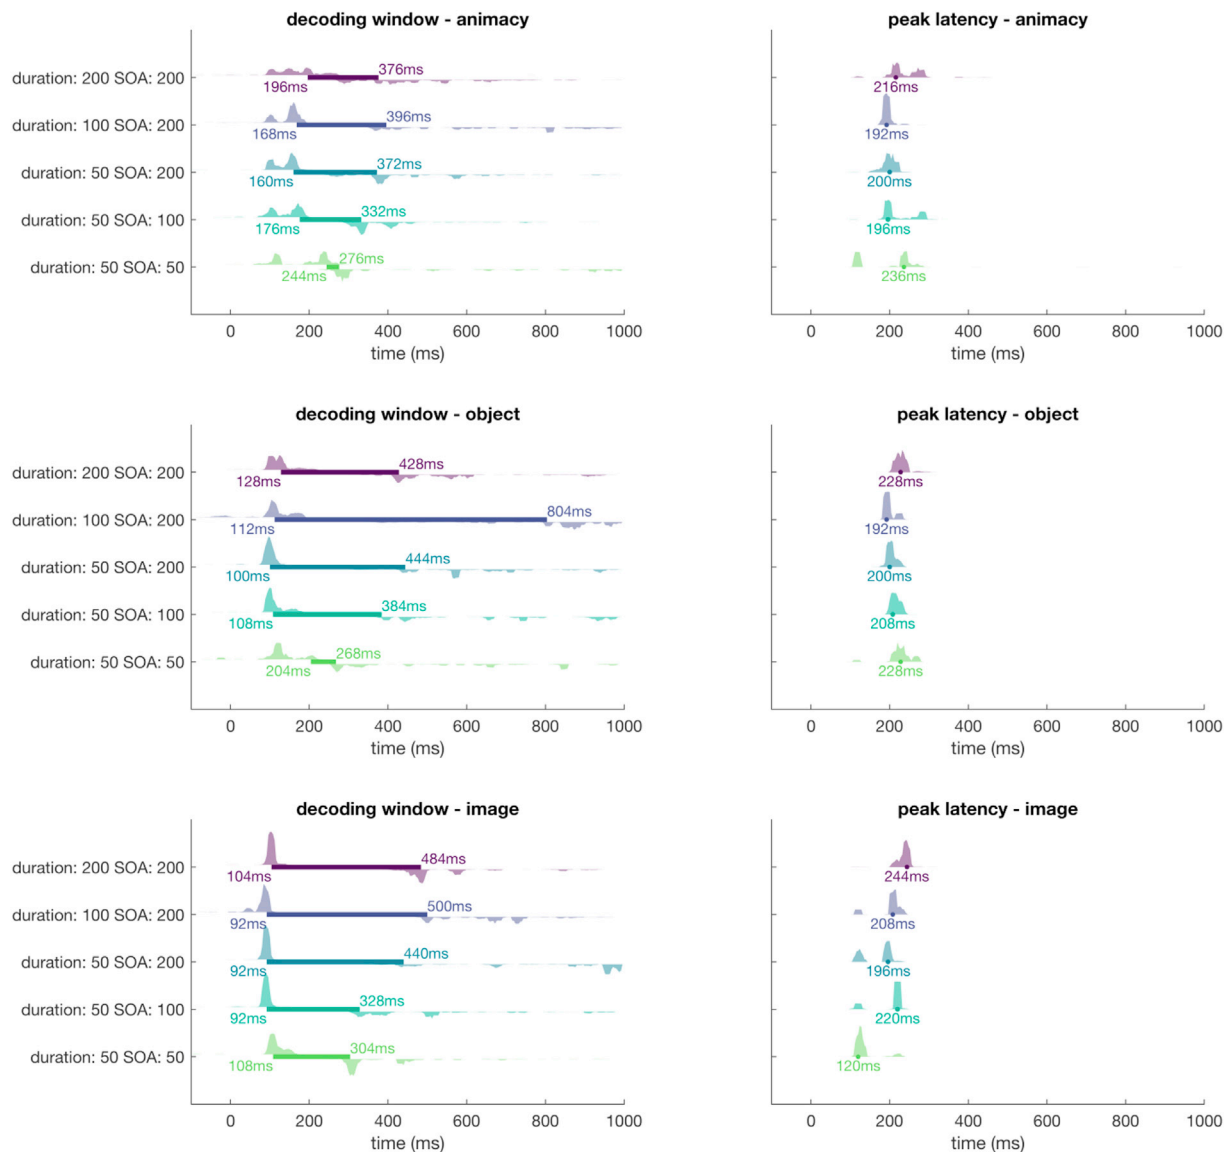 decoding window - animacy
peak latency - animacy
duration: 200 SOA: 200
376ms
196ms
216ms
duration: 100 SOA: 200
396ms
168ms
192ms
duration: 50 SOA: 200
372ms
160ms
200ms
duration: 50 SOA: 100
332ms
176ms
196ms
duration: 50 SOA: 50
276ms
244ms
236ms
0 200 400 600 800 1000
0 200 400 600 800 1000
time (ms)
time (ms)
decoding window - object
peak latency - object
duration: 200 SOA: 200
428ms
128ms
228ms
duration: 100 SOA: 200
804ms
112ms
192ms
duration: 50 SOA: 200
444ms
100ms
200ms
duration: 50 SOA: 100
384ms
108ms
208ms
duration: 50 SOA: 50
268ms
204ms
228ms
0 200 400 600 800 1000
0 200 400 600 800 1000
time (ms)
time (ms)
decoding window - image
peak latency - image
duration: 200 SOA: 200
484ms
104ms
244ms
duration: 100 SOA: 200
500ms
92ms
208ms
duration: 50 SOA: 200
440ms
92ms
196ms
duration: 50 SOA: 100
328ms
92ms
220ms
duration: 50 SOA: 50
304ms
108ms
120ms
0 200 400 600 800 1000
0 200 400 600 800 1000
time (ms)
time (ms)